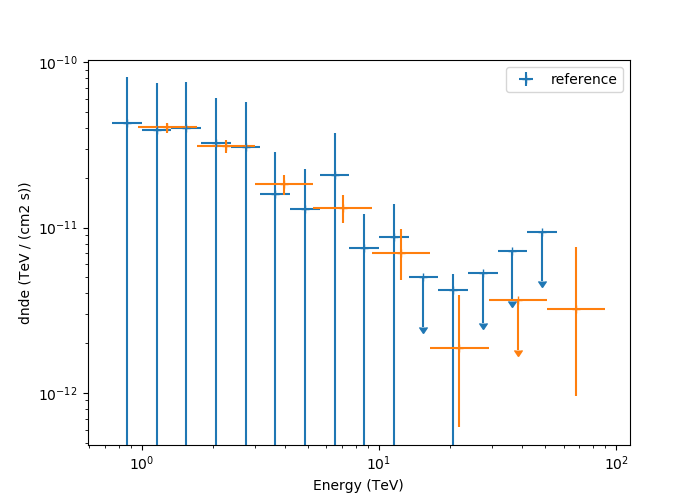 10⁻¹⁰
reference
10⁻¹¹
dnde (TeV / (cm2 s))
10⁻¹²
10⁰
10¹
10²
Energy (TeV)